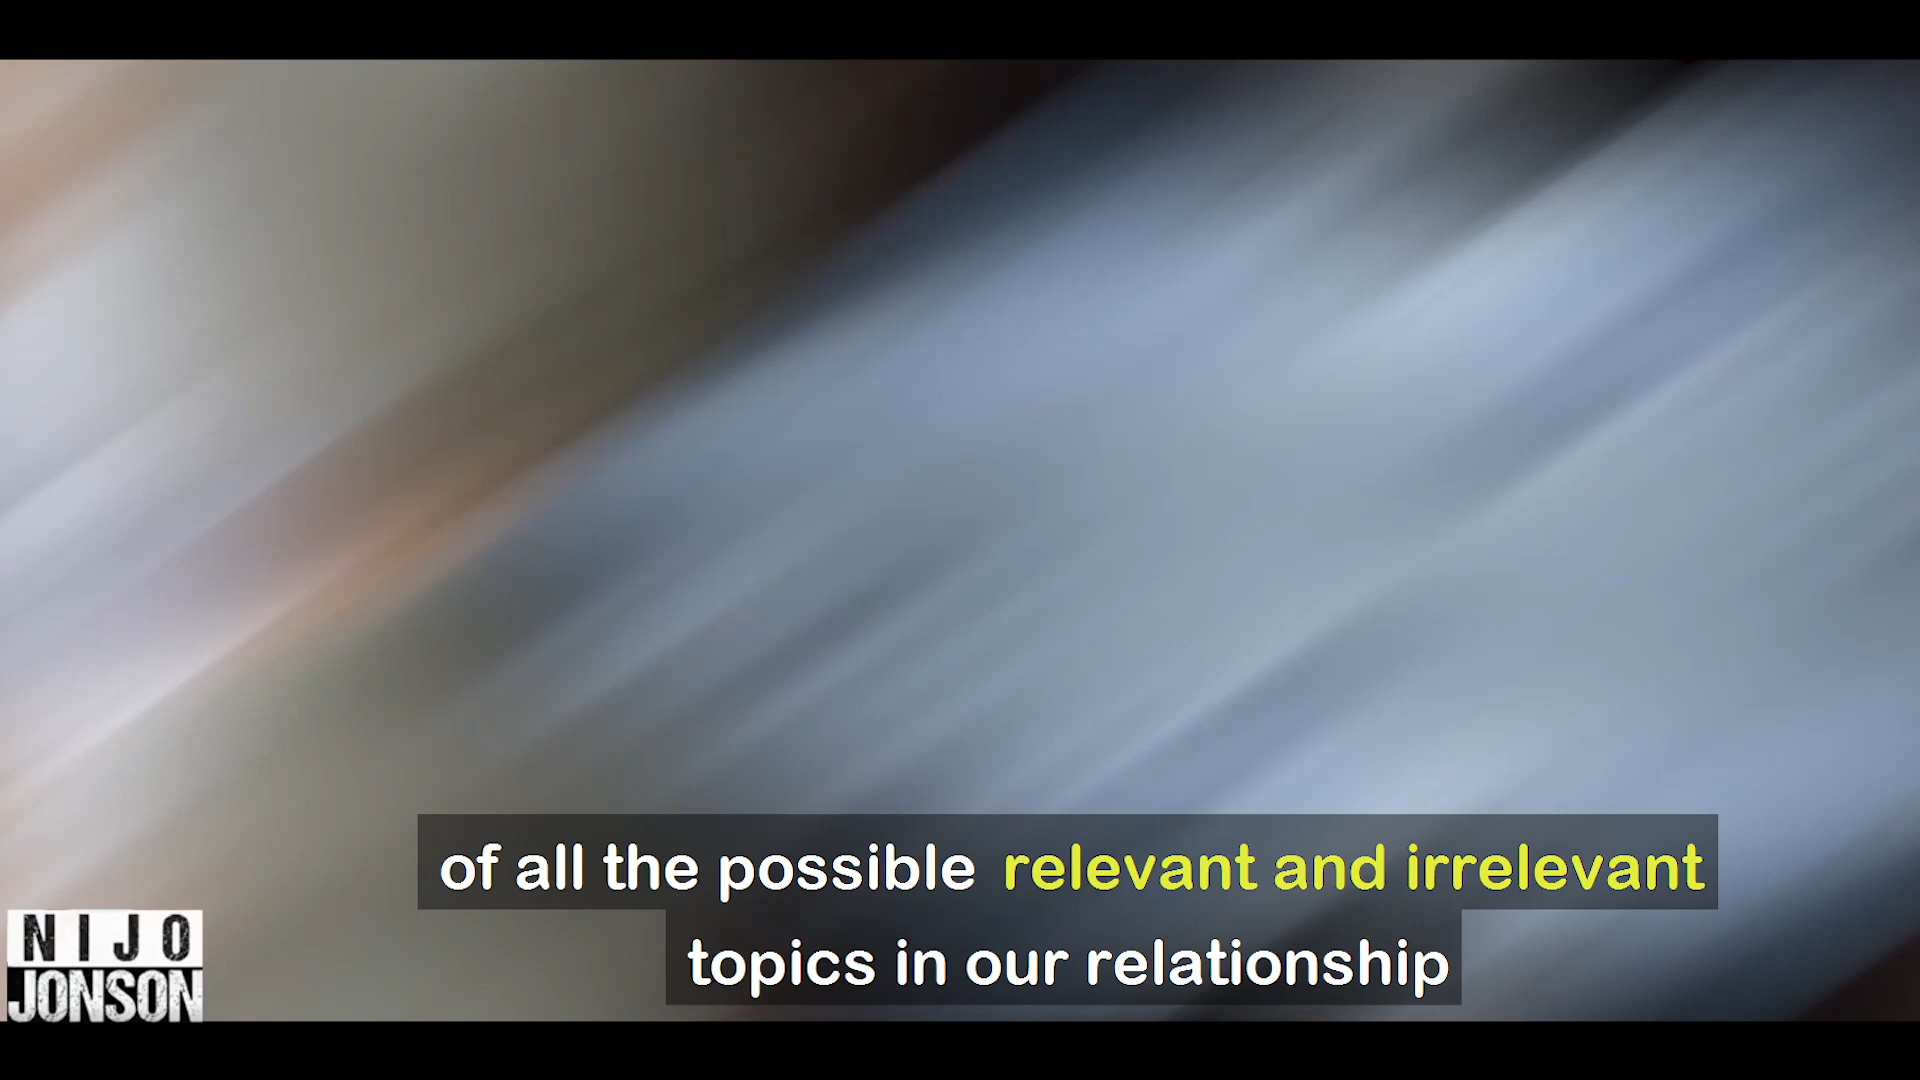 of all the possible relevant and irrelevant
topics in our relationship
NIJO
JONSON